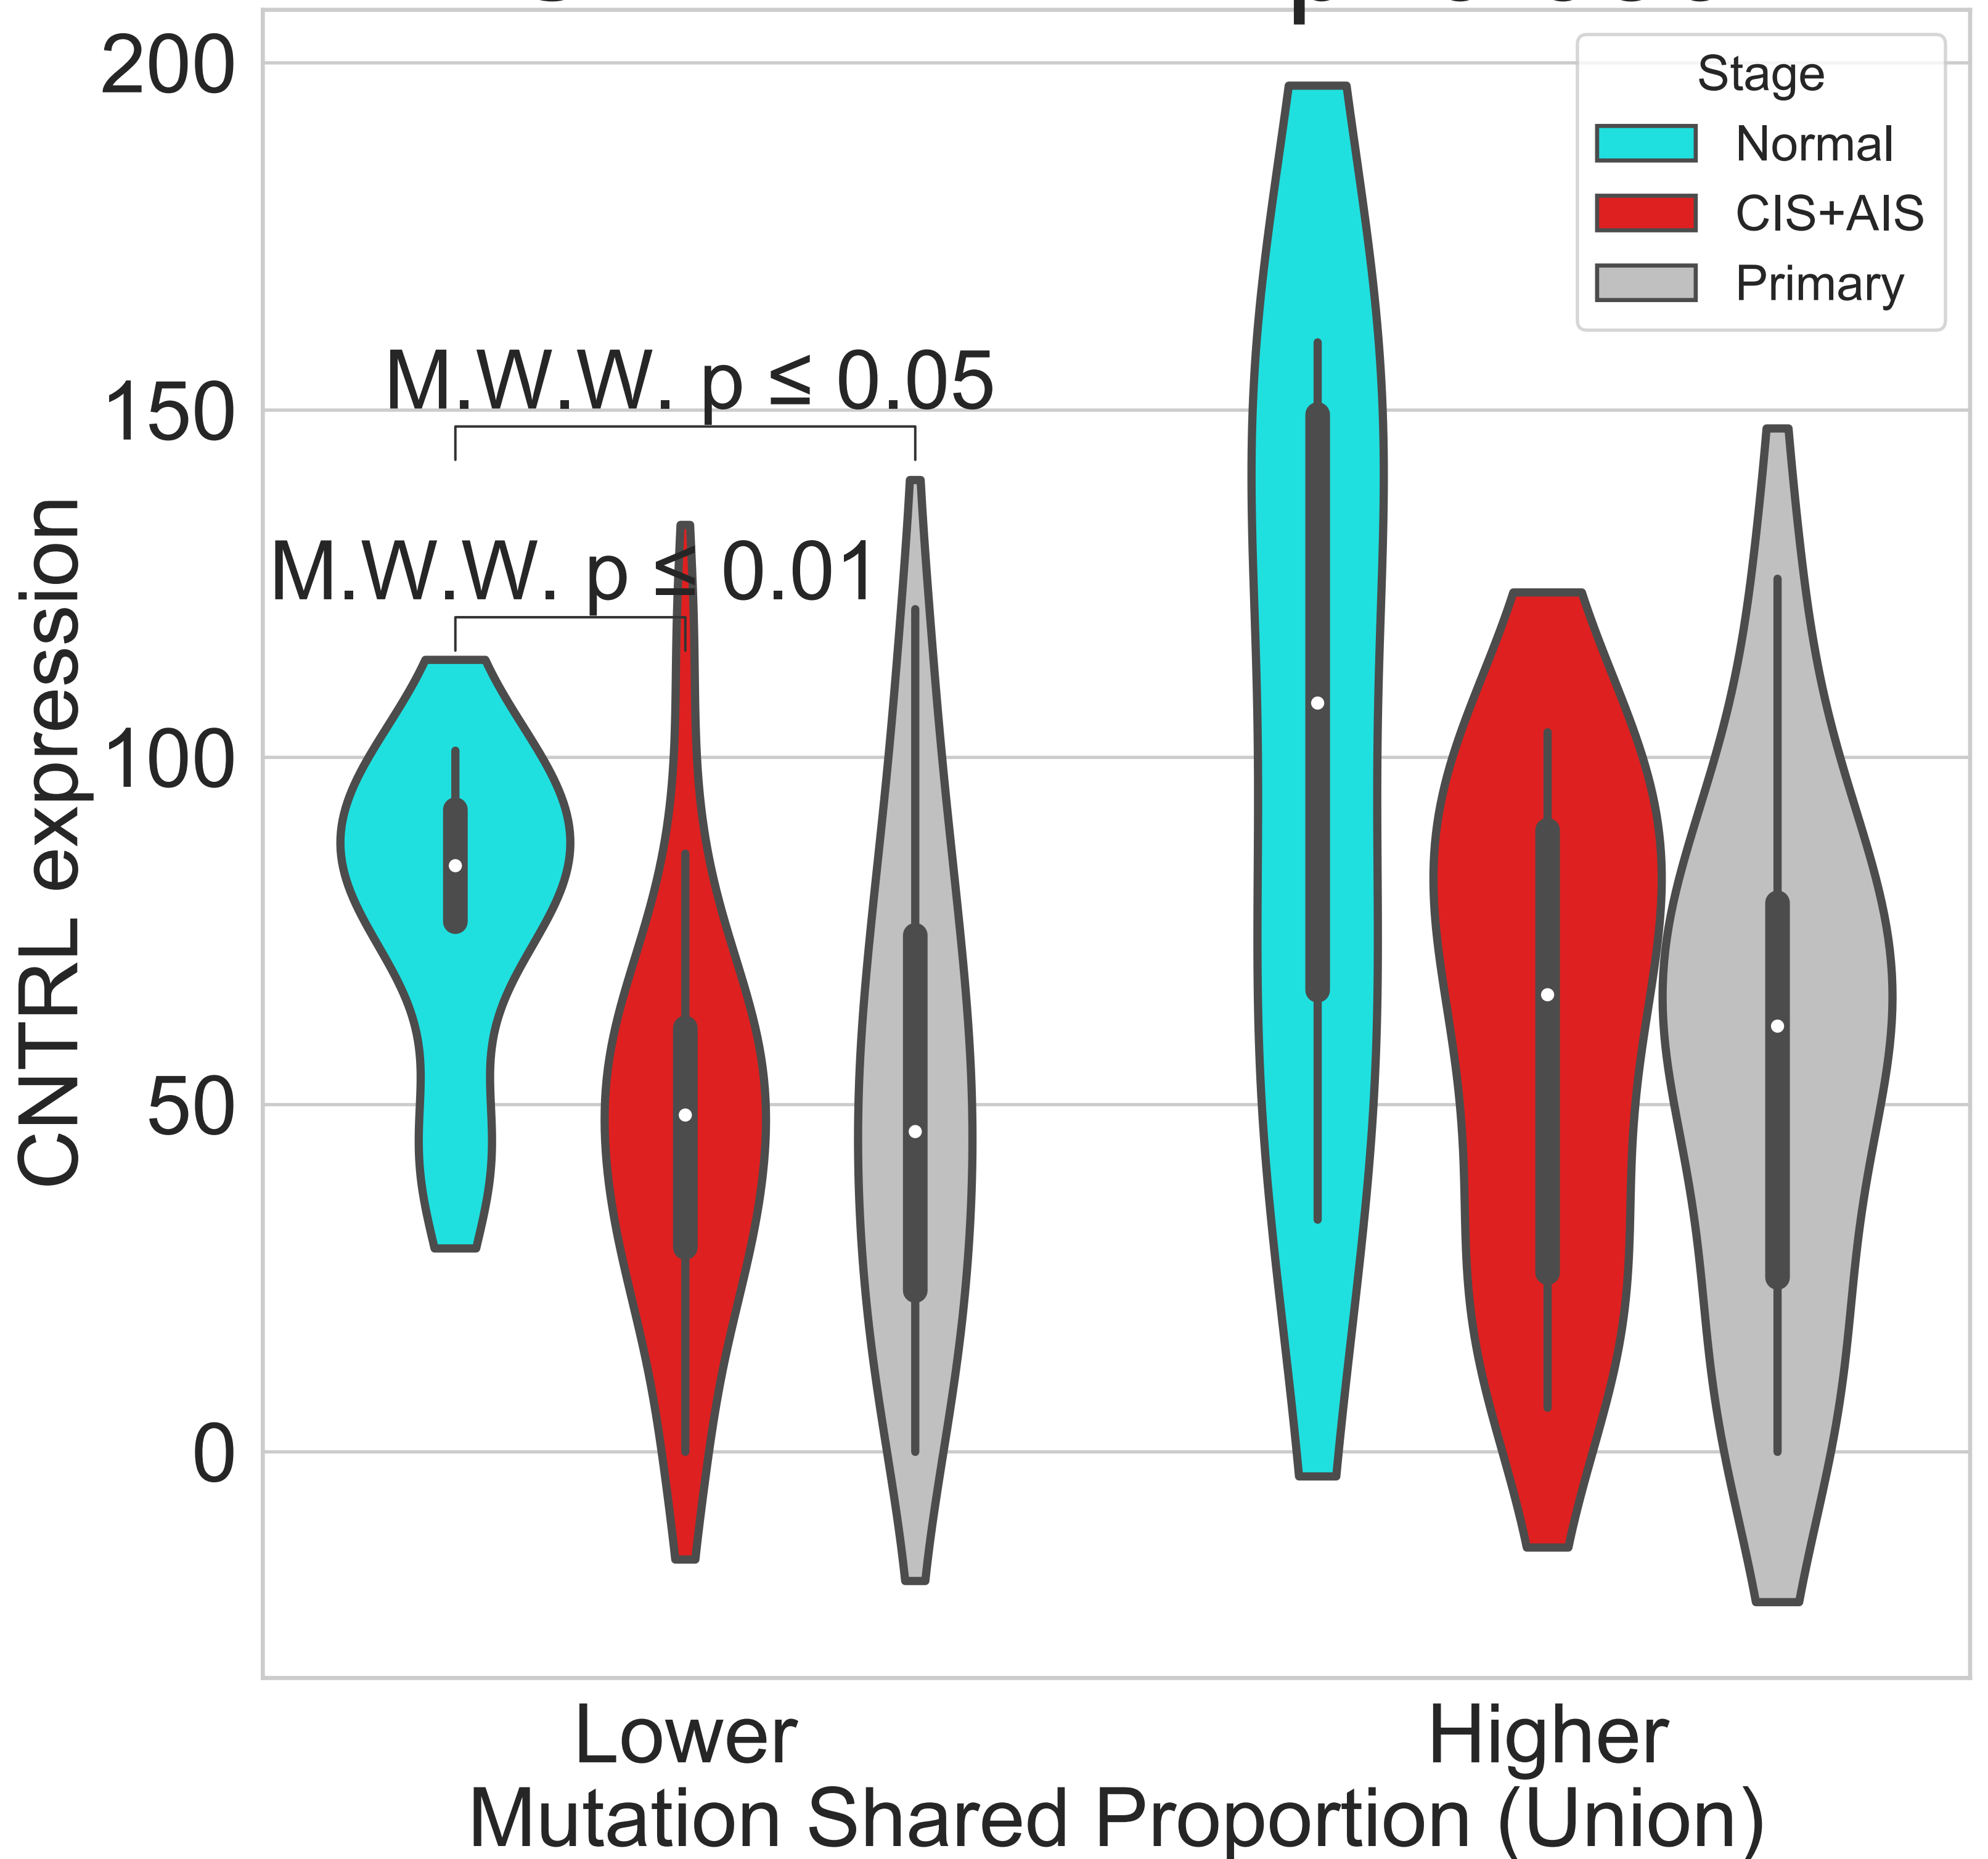 Stage
Normal
CIS+AIS
Primary
M.W.W. p ≤ 0.05
M.W.W. p ≤ 0.01
200
150
100
50
0
CNTRL expression
Lower
Higher
Mutation Shared Proportion (Union)